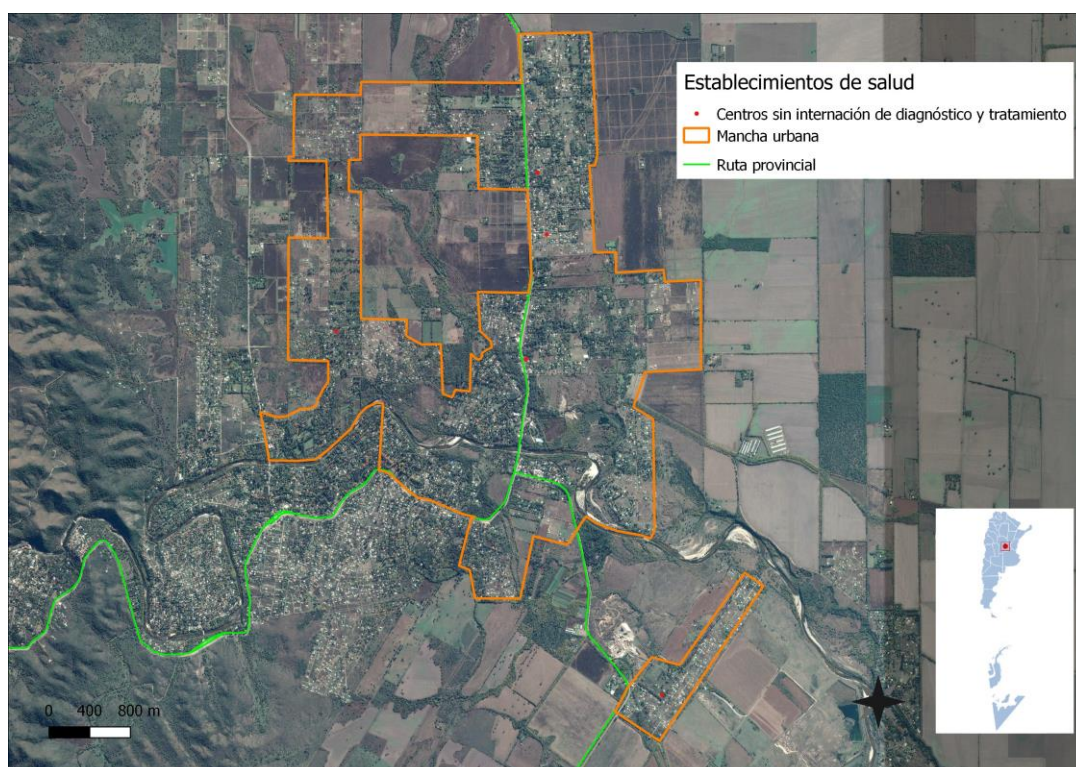 Establecimientos de salud
Centros sin internación de diagnóstico y tratamiento
Mancha urbana
Ruta provincial
0 400 800 m